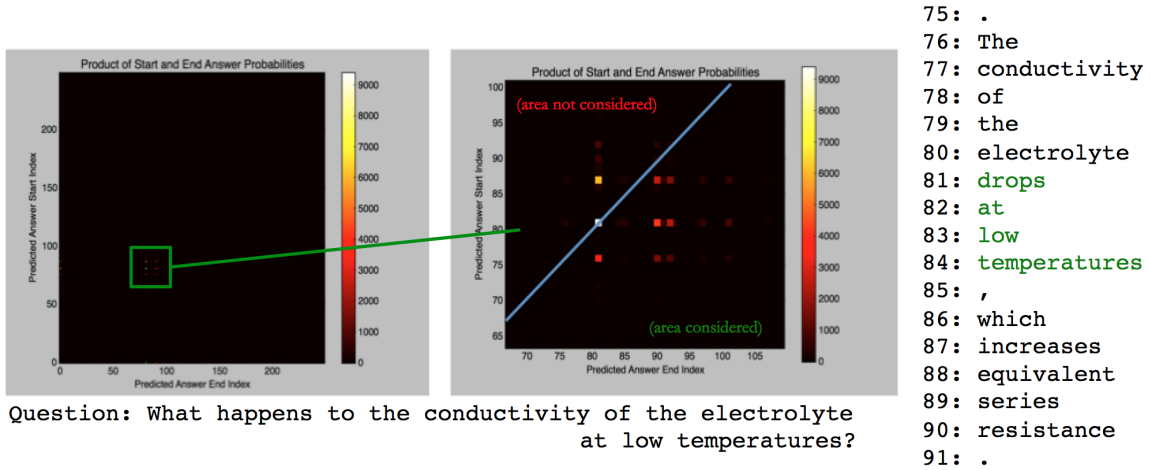 Product of Start and End Answer Probabilities
Predicted Answer Start Index
200
150
100
50
0
0
50
100
150
200
Predicted Answer End Index
9000
8000
7000
6000
5000
4000
3000
2000
1000
0
Product of Start and End Answer Probabilities
(area not considered)
(area considered)
Predicted Answer Start Index
100
95
90
85
80
75
70
65
70
75
80
85
90
95
100
105
Predicted Answer End Index
9000
8000
7000
6000
5000
4000
3000
2000
1000
0
Question: What happens to the conductivity of the electrolyte
at low temperatures?
75: .
76: The
77: conductivity
78: of
79: the
80: electrolyte
81: drops
82: at
83: low
84: temperatures
85: ,
86: which
87: increases
88: equivalent
89: series
90: resistance
91: .